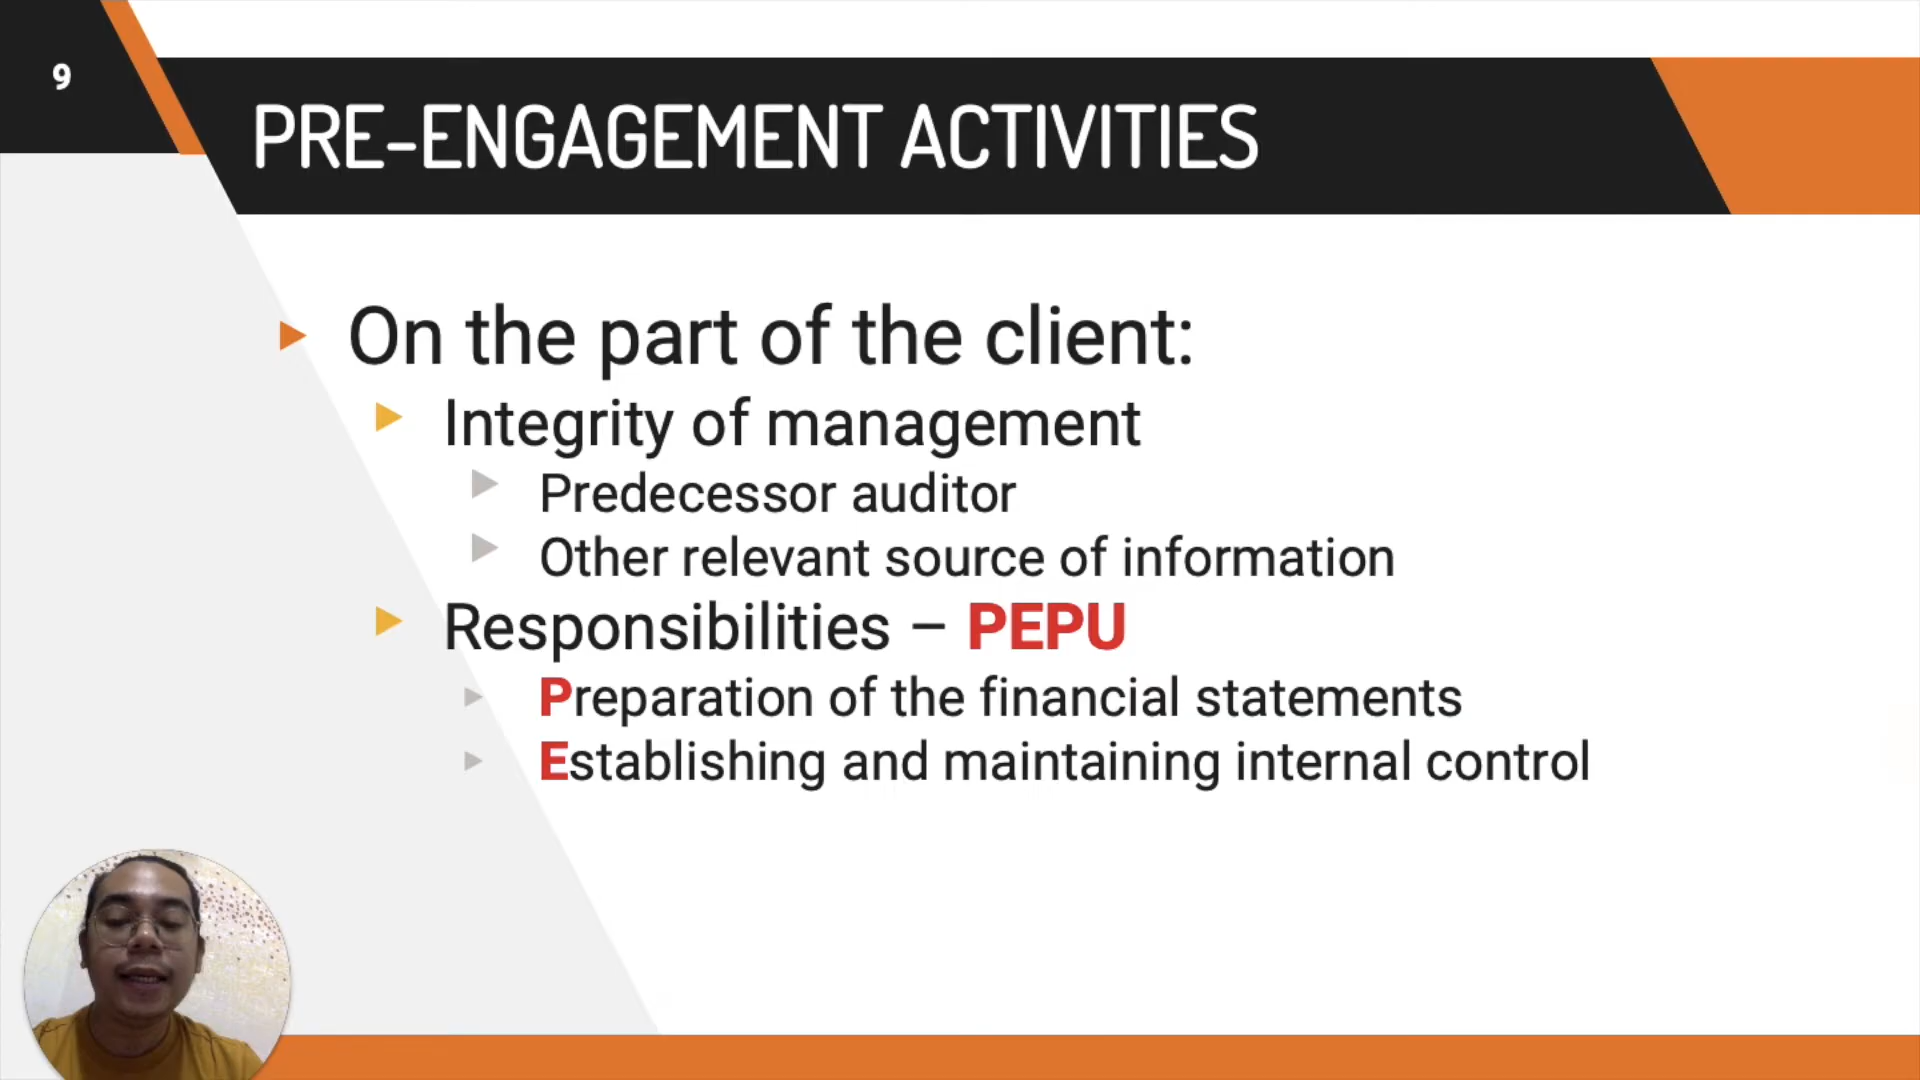 9
PRE-ENGAGEMENT ACTIVITIES
On the part of the client:
Integrity of management
Predecessor auditor
Other relevant source of information
Responsibilities – PEPU
Preparation of the financial statements
Establishing and maintaining internal control